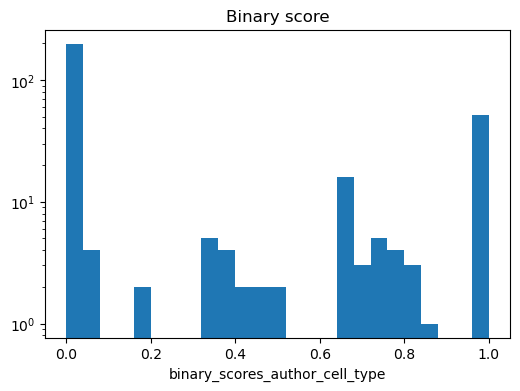 Binary score
10²
10¹
10⁰
0.0 0.2 0.4 0.6 0.8 1.0
binary_scores_author_cell_type